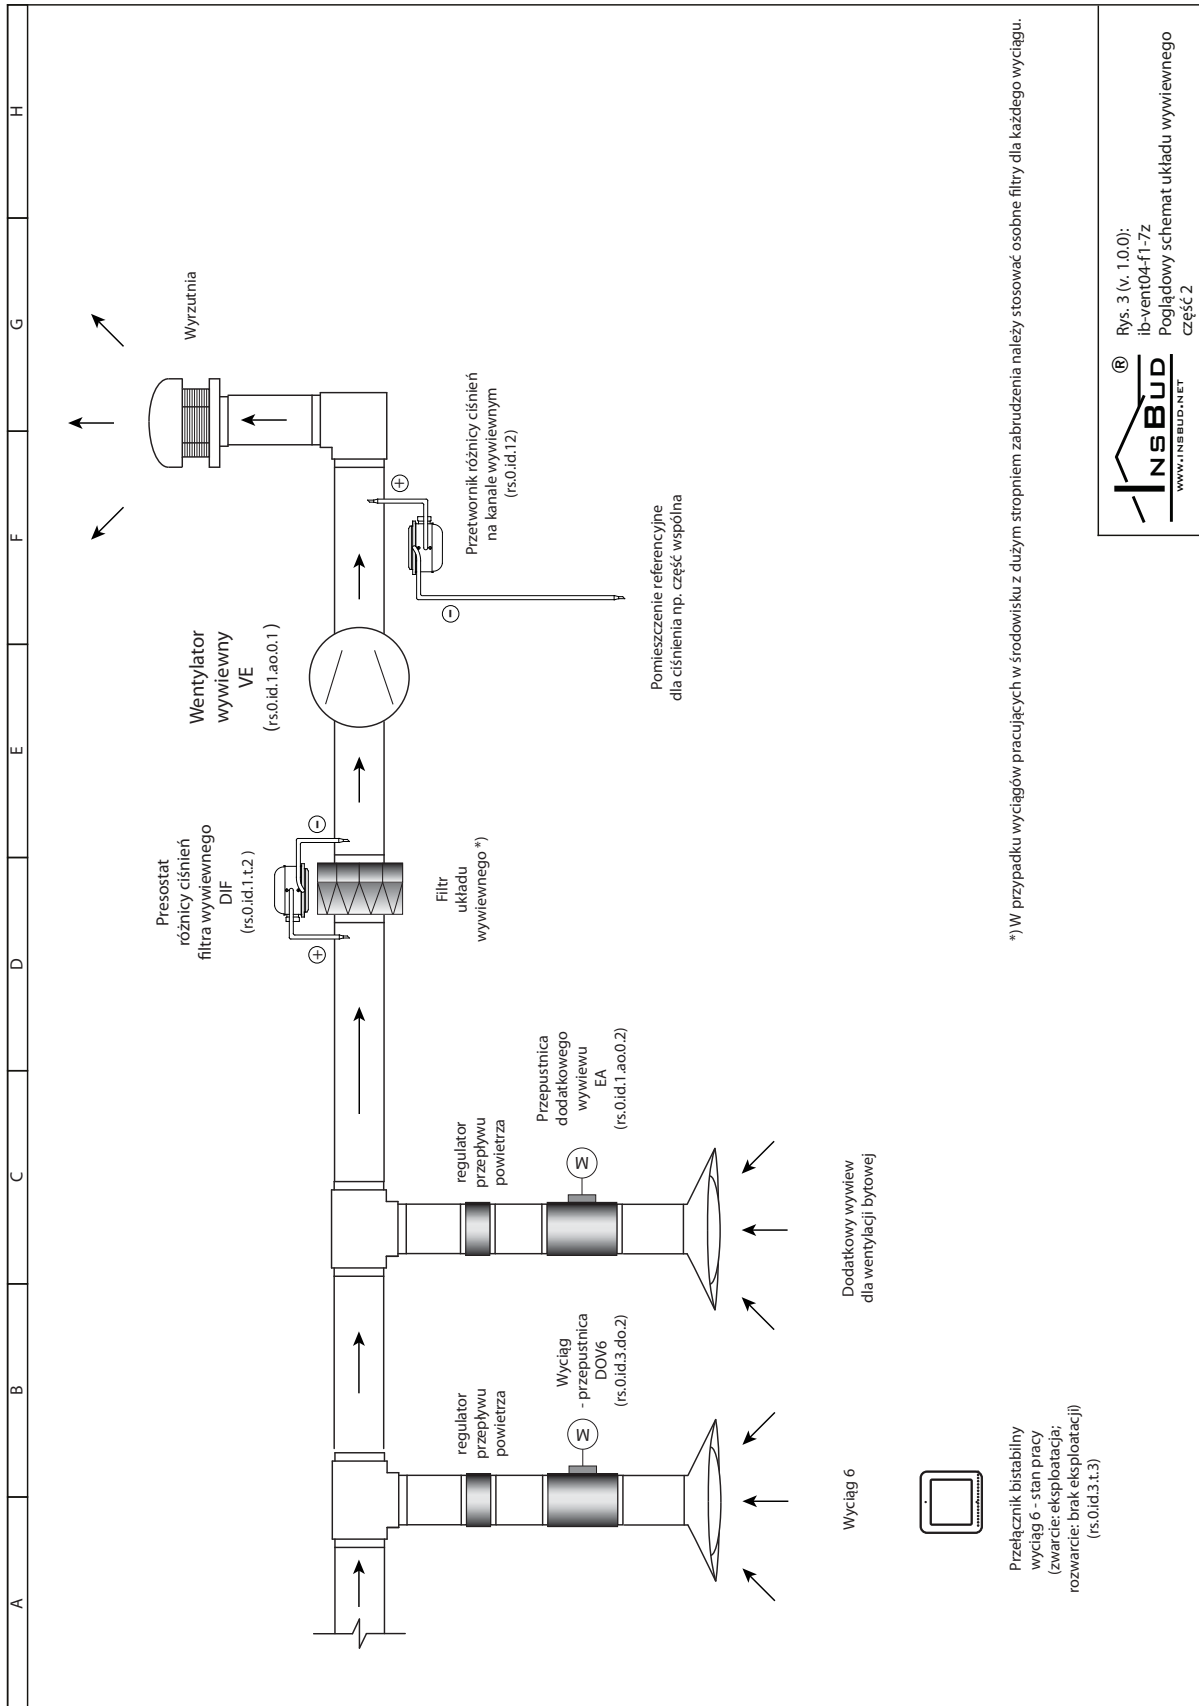 A
B
C
D
E
F
G
H
Wyrzutnia
Wentylator
wywiewny
VE
(rs.0.id.1.ao.0.1 )
Presostat
różnicy ciśnień
filtra wywiewnego
DIF
(rs.0.id.1.t.2 )
+
-
Filtr
układu
wywiewnego *)
-
+
Przetwornik różnicy ciśnień
na kanale wywiewnym
(rs.0.id.12)
Pomieszczenie referencyjne
dla ciśnienia np. część wspólna
regulator
przepływu
powietrza
Wyciąg
- przepustnica
DOV6
(rs.0.id.3.do.2)
M
regulator
przepływu
powietrza
Przepustnica
dodatkowego
wywiewu
EA
(rs.0.id.1.ao.0.2)
M
Wyciąg 6
Dodatkowy wywiew
dla wentylacji bytowej
Przełącznik bistabilny
wyciąg 6 - stan pracy
(zwarcie: eksploatacja;
rozwarcie: brak eksploatacji)
(rs.0.id.3.t.3)
*) W przypadku wyciągów pracujących w środowisku z dużym stropniem zabrudzenia należy stosować osobne filtry dla każdego wyciągu.
INSBUD ®
WWW.INSBUD.NET
Rys. 3 (v. 1.0.0):
ib-vent04-f1-7z
Poglądowy schemat układu wywiewnego
część 2